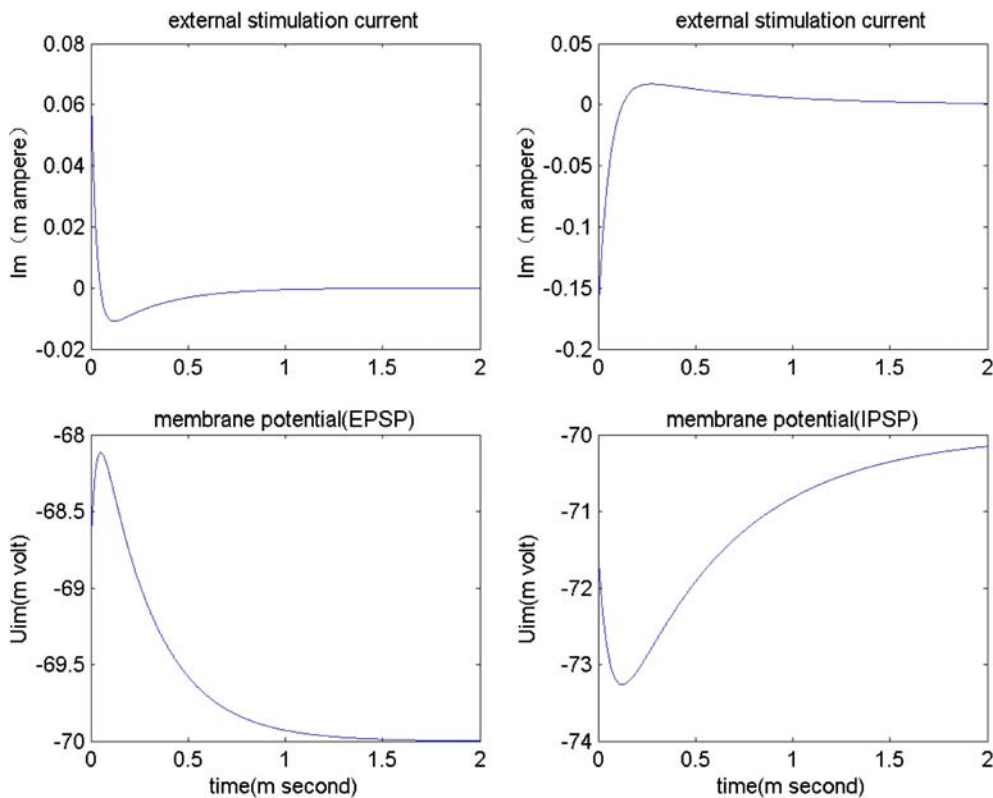 external stimulation current
0.08
0.06
0.04
0.02
0
-0.02
Im（m ampere）
0 0.5 1 1.5 2
external stimulation current
0.05
0
-0.05
-0.1
-0.15
-0.2
Im（m ampere）
0 0.5 1 1.5 2
membrane potential(EPSP)
-68
-68.5
-69
-69.5
-70
Uim(m volt)
0 0.5 1 1.5 2
time(m second)
membrane potential(IPSP)
-70
-71
-72
-73
-74
Uim(m volt)
0 0.5 1 1.5 2
time(m second)